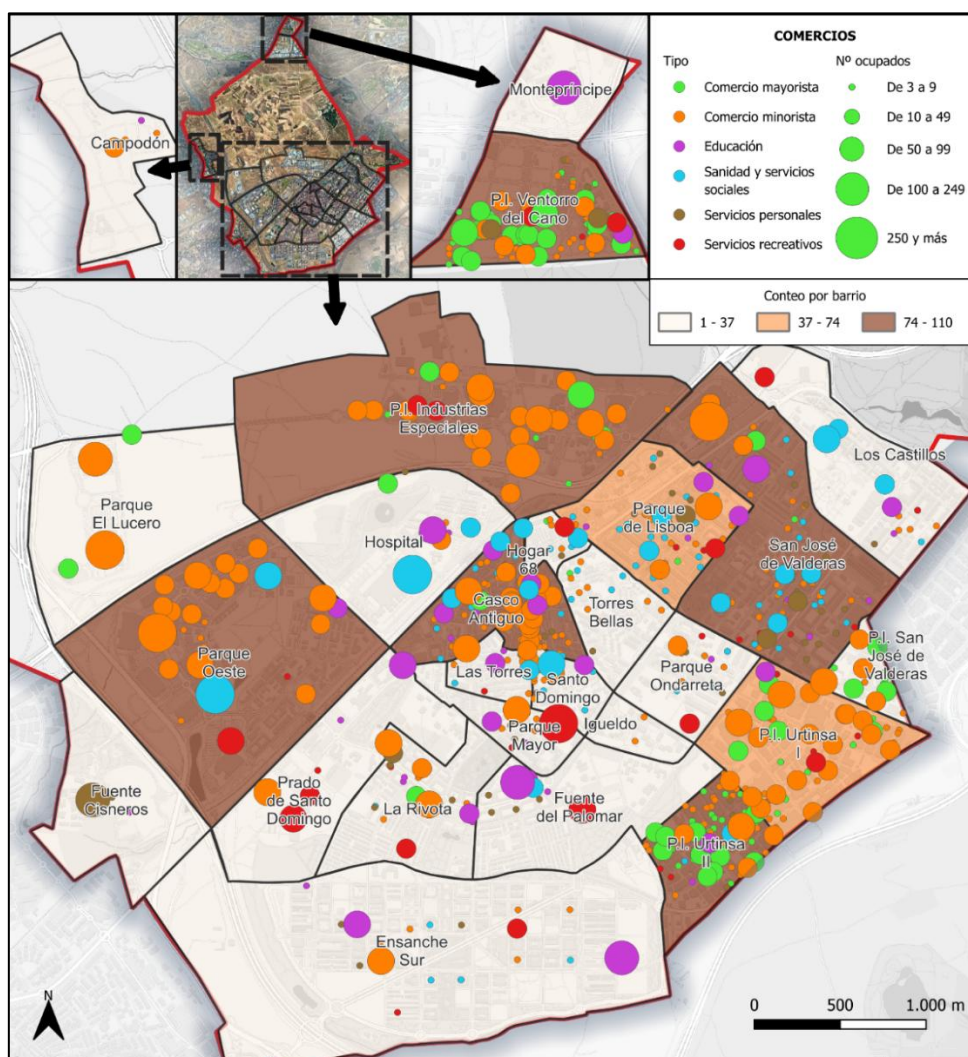 Campodón
Montepríncipe
P.I. Ventorro
del Cano
COMERCIOS
Tipo
Comercio mayorista
Comercio minorista
Educación
Sanidad y servicios
sociales
Servicios personales
Servicios recreativos
Nº ocupados
De 3 a 9
De 10 a 49
De 50 a 99
De 100 a 249
250 y más
Conteo por barrio
1 - 37
37 - 74
74 - 110
P.I. Industrias
Especiales
Los Castillos
Parque
El Lucero
Parque
de Lisboa
Hospital
Hogar
68
San José
de Valderas
Casco
Antiguo
Torres
Bellas
P.I. San
José de
Valderas
Parque
Oeste
Las Torres
Santo
Domingo
Parque
Ondarreta
Parque
Mayor
Igueldo
P.I. Urtinsa
I
Fuente
Cisneros
Prado
de Santo
Domingo
La Rivota
Fuente
del Palomar
P.I. Urtinsa
II
Ensanche
Sur
N
0 500 1.000 m